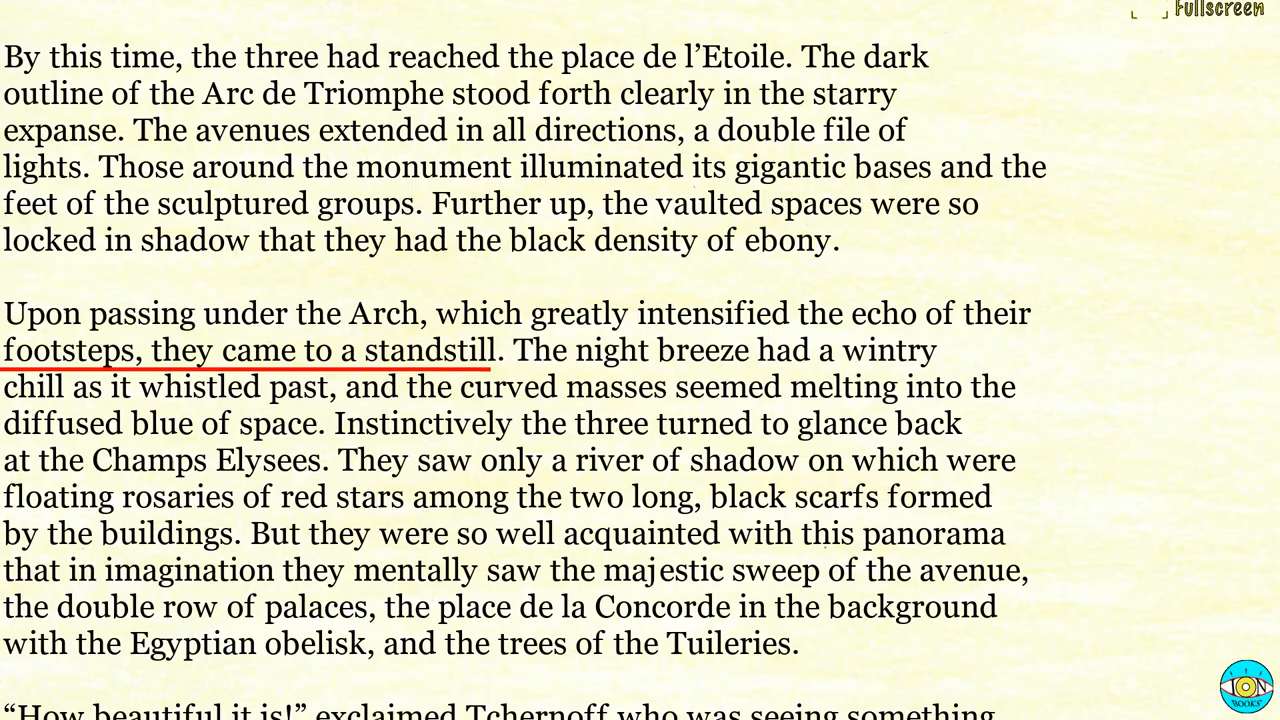 Fullscreen
By this time, the three had reached the place de l’Etoile. The dark
outline of the Arc de Triomphe stood forth clearly in the starry
expanse. The avenues extended in all directions, a double file of
lights. Those around the monument illuminated its gigantic bases and the
feet of the sculptured groups. Further up, the vaulted spaces were so
locked in shadow that they had the black density of ebony.
Upon passing under the Arch, which greatly intensified the echo of their
footsteps, they came to a standstill. The night breeze had a wintry
chill as it whistled past, and the curved masses seemed melting into the
diffused blue of space. Instinctively the three turned to glance back
at the Champs Elysees. They saw only a river of shadow on which were
floating rosaries of red stars among the two long, black scarfs formed
by the buildings. But they were so well acquainted with this panorama
that in imagination they mentally saw the majestic sweep of the avenue,
the double row of palaces, the place de la Concorde in the background
with the Egyptian obelisk, and the trees of the Tuileries.
“How beautiful it is!” exclaimed Tchernoff who was seeing something
ION
BOOKS